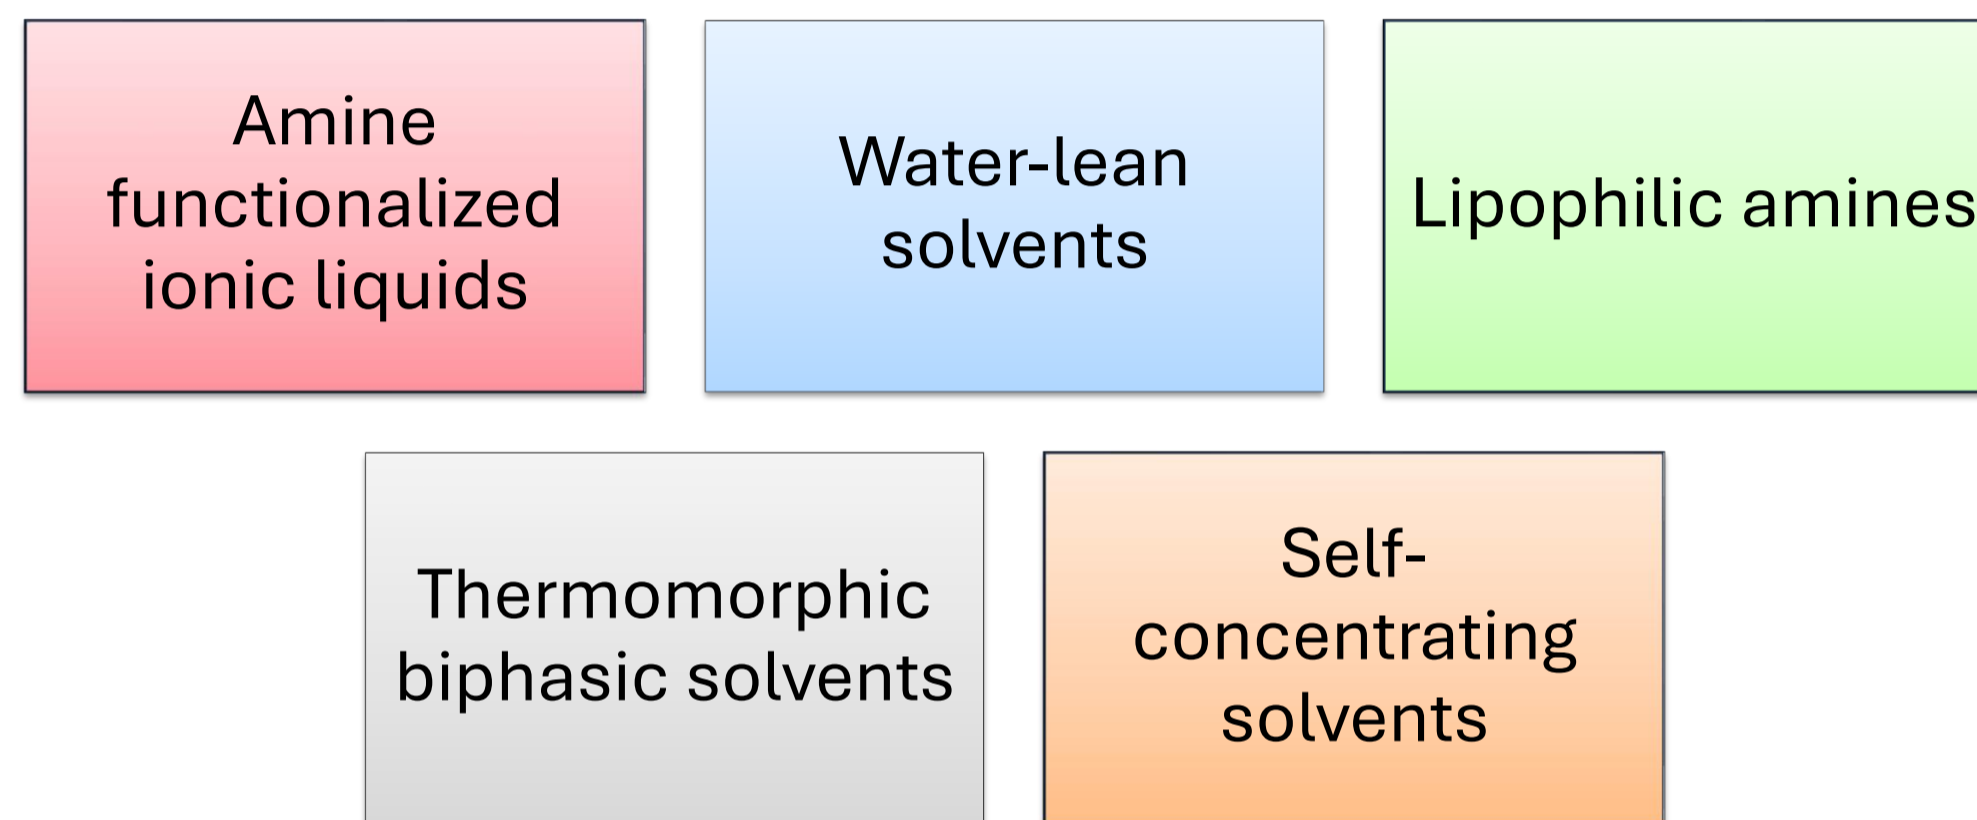 Amine
functionalized
ionic liquids
Water-lean
solvents
Lipophilic amines
Thermomorphic
biphasic solvents
Self-
concentrating
solvents